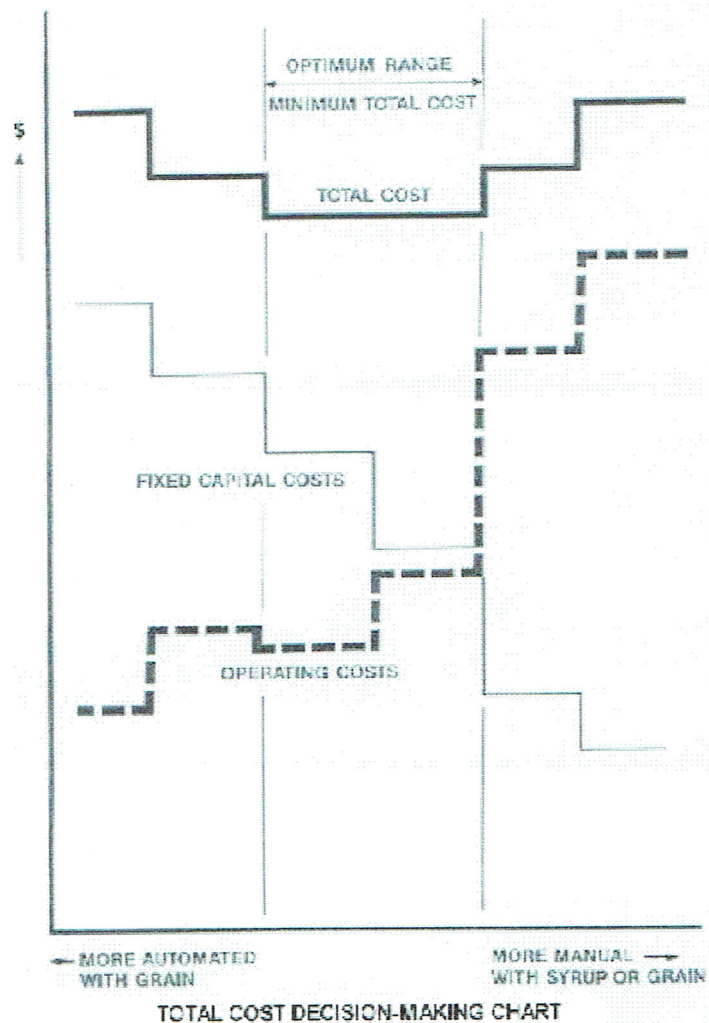 OPTIMUM RANGE
MINIMUM TOTAL COST
$
TOTAL COST
FIXED CAPITAL COSTS
OPERATING COSTS
MORE AUTOMATED
WITH GRAIN
MORE MANUAL
WITH SYRUP OR GRAIN
TOTAL COST DECISION-MAKING CHART